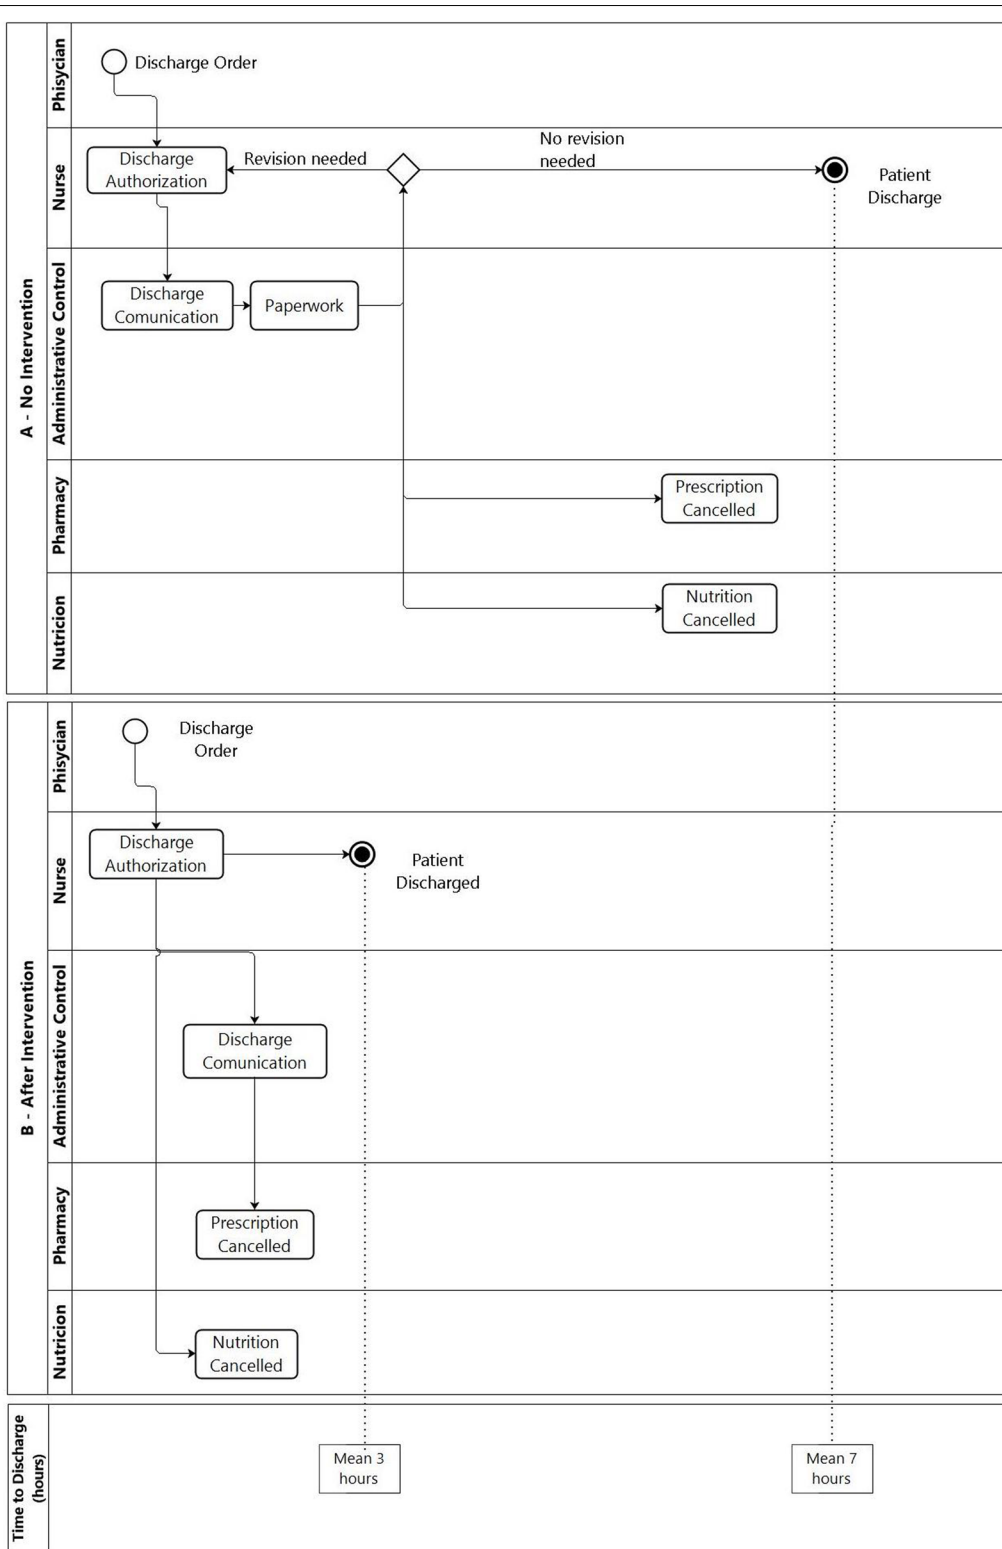 A - No Intervention
Phisycian
Discharge Order
Nurse
Discharge
Authorization
Revision needed
No revision
needed
Patient
Discharge
Administrative Control
Discharge
Comunication
Paperwork
Pharmacy
Prescription
Cancelled
Nutricion
Nutrition
Cancelled
B - After Intervention
Phisycian
Discharge
Order
Nurse
Discharge
Authorization
Patient
Discharged
Administrative Control
Discharge
Comunication
Pharmacy
Prescription
Cancelled
Nutricion
Nutrition
Cancelled
Time to Discharge
(hours)
Mean 3
hours
Mean 7
hours